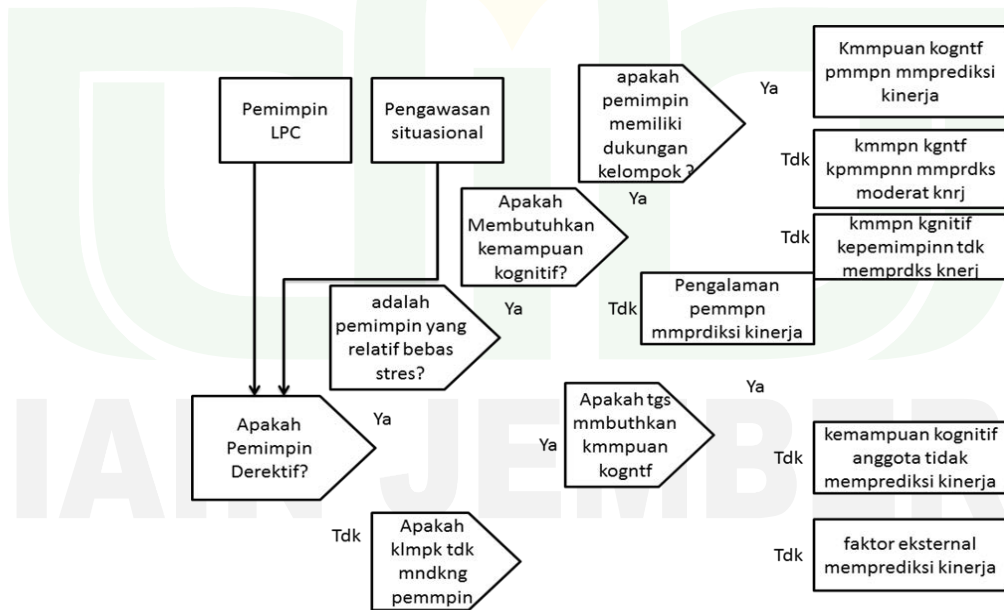 Pemimpin
LPC
Pengawasan
situasional
apakah
pemimpin
memiliki
dukungan
kelompok ?
Ya
Kmmpuan kogntf
pmmpn mmprediksi
kinerja
Tdk
kmmpn kgntf
kpmmpnn mmprdks
moderat knrj
Apakah
Membutuhkan
kemampuan
kognitif?
Ya
Tdk
kmmpn kgnitif
kepemimpinn tdk
memprdks knerj
adalah
pemimpin yang
relatif bebas
stres?
Ya
Tdk
Pengalaman
pemmpn
mmprdiksi kinerja
Apakah
Pemimpin
Derektif?
Ya
Ya
Apakah tgs
mmbuthkan
kmmpuan
kogntf
Ya
Tdk
kemampuan kognitif
anggota tidak
memprediksi kinerja
Tdk
Apakah
klmpk tdk
mndkng
pemmpin
Tdk
faktor eksternal
memprediksi kinerja
IAIN JEMBER